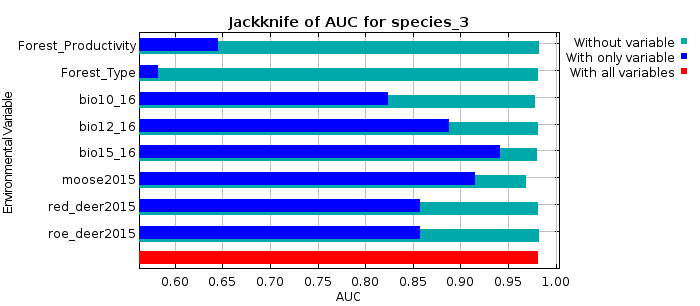 Jackknife of AUC for species_3
Environmental Variable
Forest_Productivity
Forest_Type
bio10_16
bio12_16
bio15_16
moose2015
red_deer2015
roe_deer2015
Without variable
With only variable
With all variables
0.60 0.65 0.70 0.75 0.80 0.85 0.90 0.95 1.00
AUC